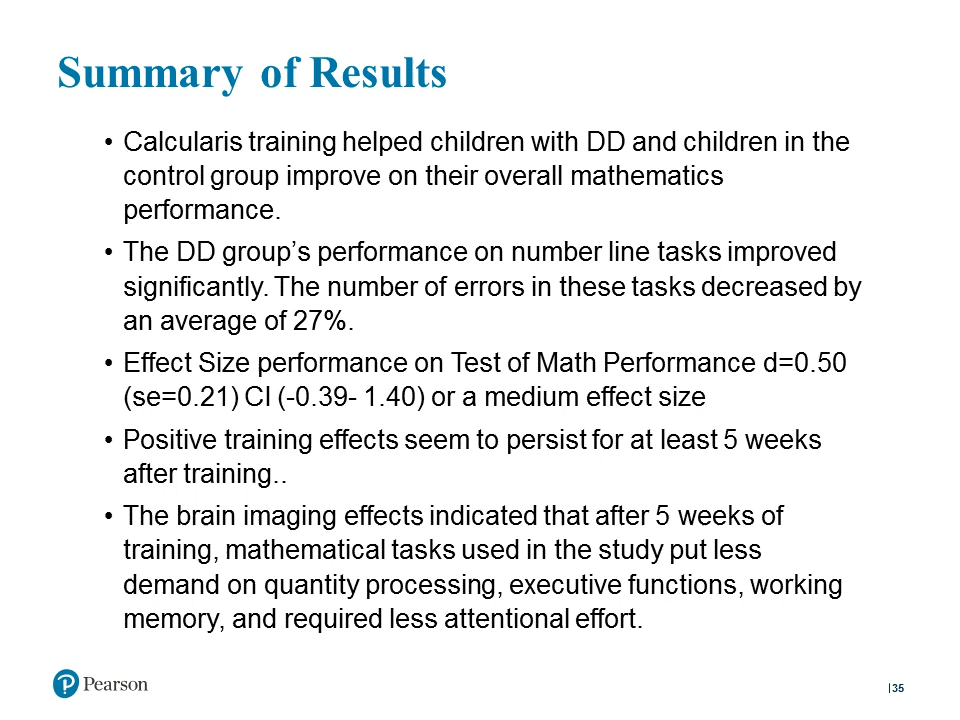 Summary of Results
• Calcularis training helped children with DD and children in the
control group improve on their overall mathematics
performance.
• The DD group’s performance on number line tasks improved
significantly. The number of errors in these tasks decreased by
an average of 27%.
• Effect Size performance on Test of Math Performance d=0.50
(se=0.21) CI (-0.39- 1.40) or a medium effect size
• Positive training effects seem to persist for at least 5 weeks
after training..
• The brain imaging effects indicated that after 5 weeks of
training, mathematical tasks used in the study put less
demand on quantity processing, executive functions, working
memory, and required less attentional effort.
P Pearson
|35